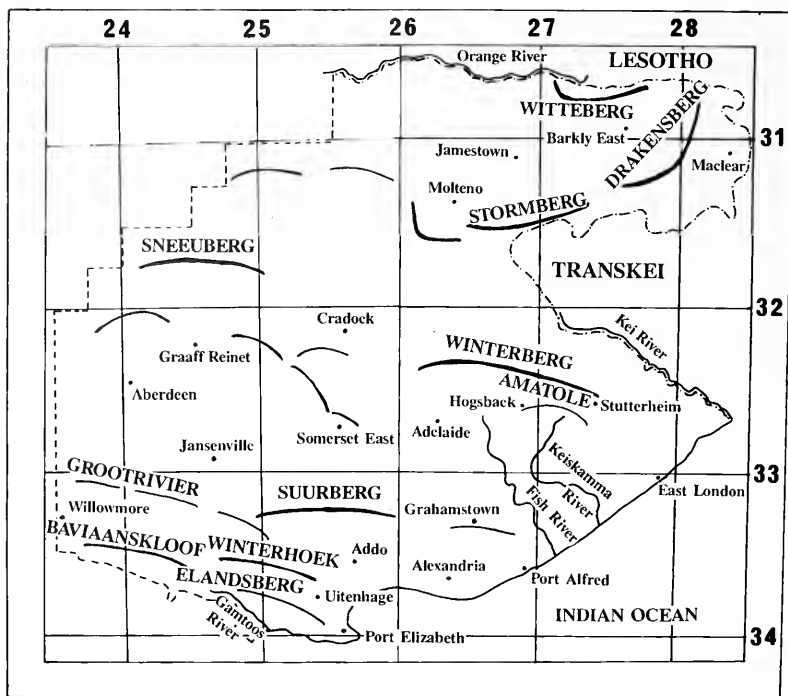 24 25 26 27 28
Orange River
LESOTHO
WITTEBERG
Barkly East
DRAKENSBERG
31
Jamestown
Maclear
Molteno
STORMBERG
SNEEUBERG
TRANSKEI
32
Cradock
Kei River
Graaff Reinet
WINTERBERG
Aberdeen
AMATOLE
Hogsback
Stutterheim
Somerset East
Adelaide
Jansenville
GROOTRIVIER
Keiskamma
River
33
East London
SUURBERG
Willowmore
Grahamstown
Fish River
BAVIAANSKLOOF
WINTERHOEK
Addo
Alexandria
Port Alfred
ELANDSBERG
Uitenhage
Gamtoos
River
INDIAN OCEAN
Port Elizabeth
34